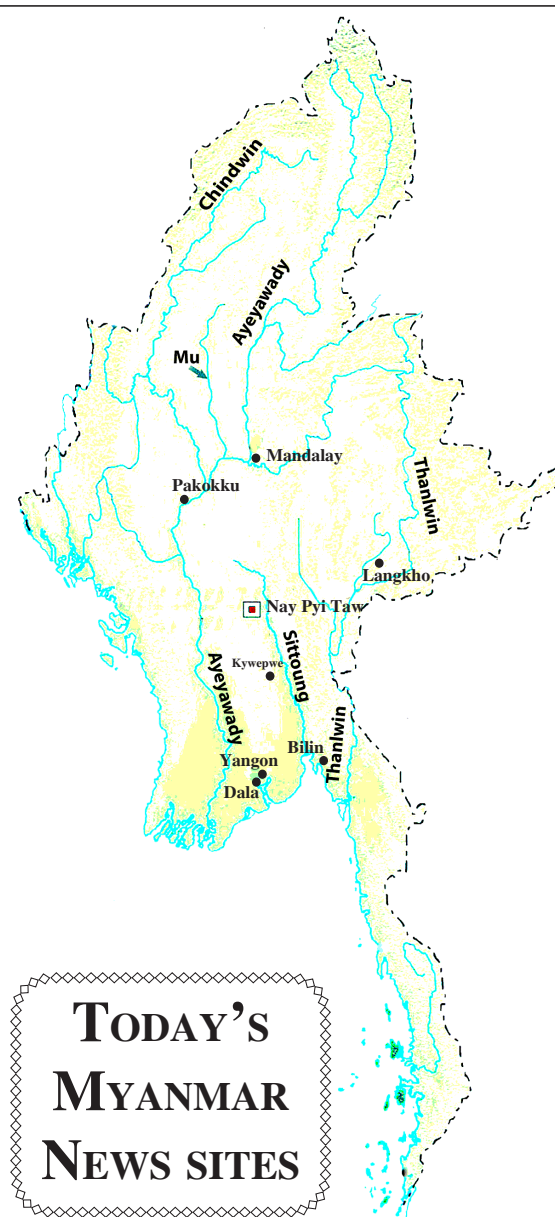 Chindwin
Ayeyawady
Mu
Mandalay
Pakokku
Thanlwin
Langkho
Nay Pyi Taw
Sittoung
Ayeyawady
Kywepwe
Thanlwin
Bilin
Yangon
Dala
TODAY'S
MYANMAR
NEWS SITES